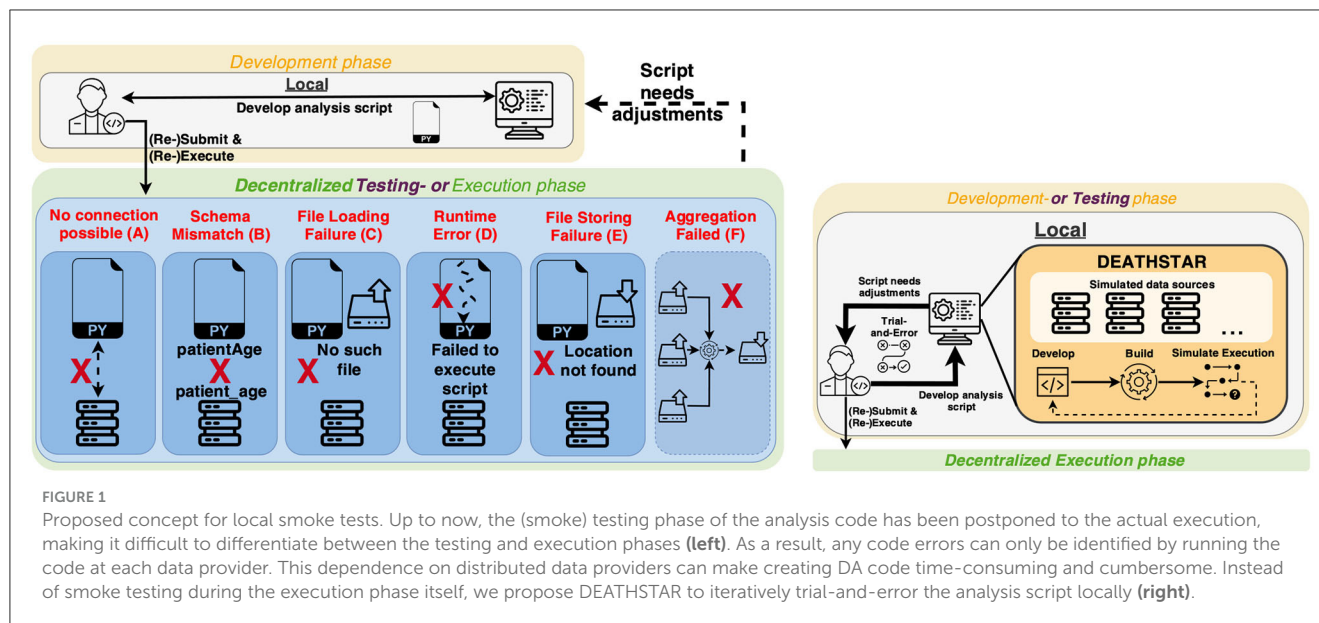 Development phase
Local
Develop analysis script
PY
(Re-)Submit &
(Re-)Execute
Script
needs
adjustments
Decentralized Testing- or Execution phase
No connection
possible (A)
PY
X
Schema
Mismatch (B)
PY
patientAge
X
patient_age
File Loading
Failure (C)
PY
No such
X
file
Runtime
Error (D)
X
PY
Failed to
execute
script
File Storing
Failure (E)
PY
X Location
not found
Aggregation
Failed (F)
X
Development- or Testing phase
Local
Script needs
adjustments
Trial-
and-Error
Develop analysis
script
(Re-)Submit &
(Re-)Execute
DEATHSTAR
Simulated data sources
...
Develop
Build
Simulate Execution
?
Decentralized Execution phase
FIGURE 1
Proposed concept for local smoke tests. Up to now, the (smoke) testing phase of the analysis code has been postponed to the actual execution,
making it difficult to differentiate between the testing and execution phases (left). As a result, any code errors can only be identified by running the
code at each data provider. This dependence on distributed data providers can make creating DA code time-consuming and cumbersome. Instead
of smoke testing during the execution phase itself, we propose DEATHSTAR to iteratively trial-and-error the analysis script locally (right).